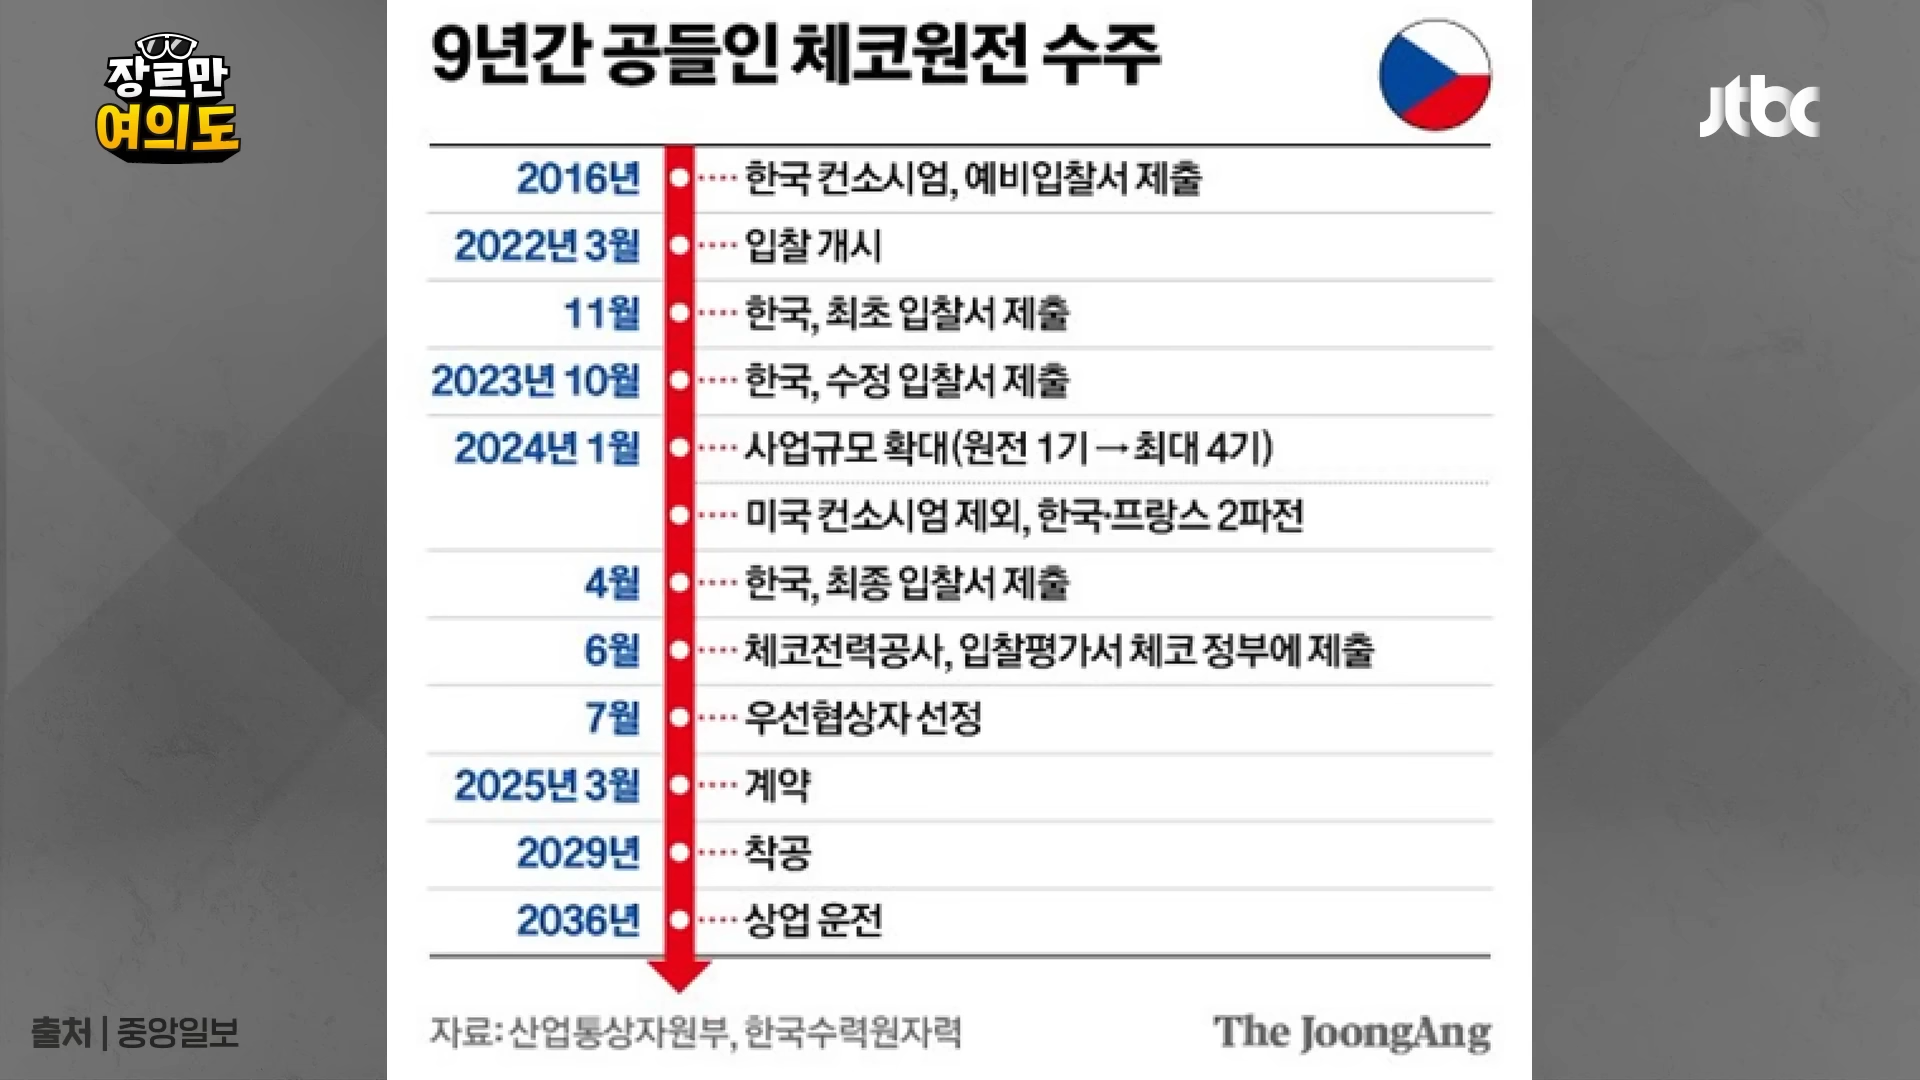 장르만
여의도
jtbc
9년간 공들인 체코원전 수주
2016년 한국 컨소시엄, 예비입찰서 제출
2022년 3월 입찰 개시
11월 한국, 최초 입찰서 제출
2023년 10월 한국, 수정 입찰서 제출
2024년 1월 사업규모 확대(원전 1기→최대 4기)
미국 컨소시엄 제외, 한국·프랑스 2파전
4월 한국, 최종 입찰서 제출
6월 체코전력공사, 입찰평가서 체코 정부에 제출
7월 우선협상자 선정
2025년 3월 계약
2029년 착공
2036년 상업 운전
자료: 산업통상자원부, 한국수력원자력
The JoongAng
출처 | 중앙일보